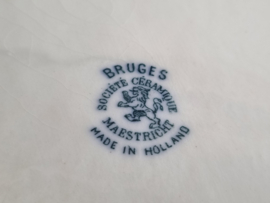 BRUGES
SOCIÉTÉ CÉRAMIQUE
MAESTRICHT
MADE IN HOLLAND